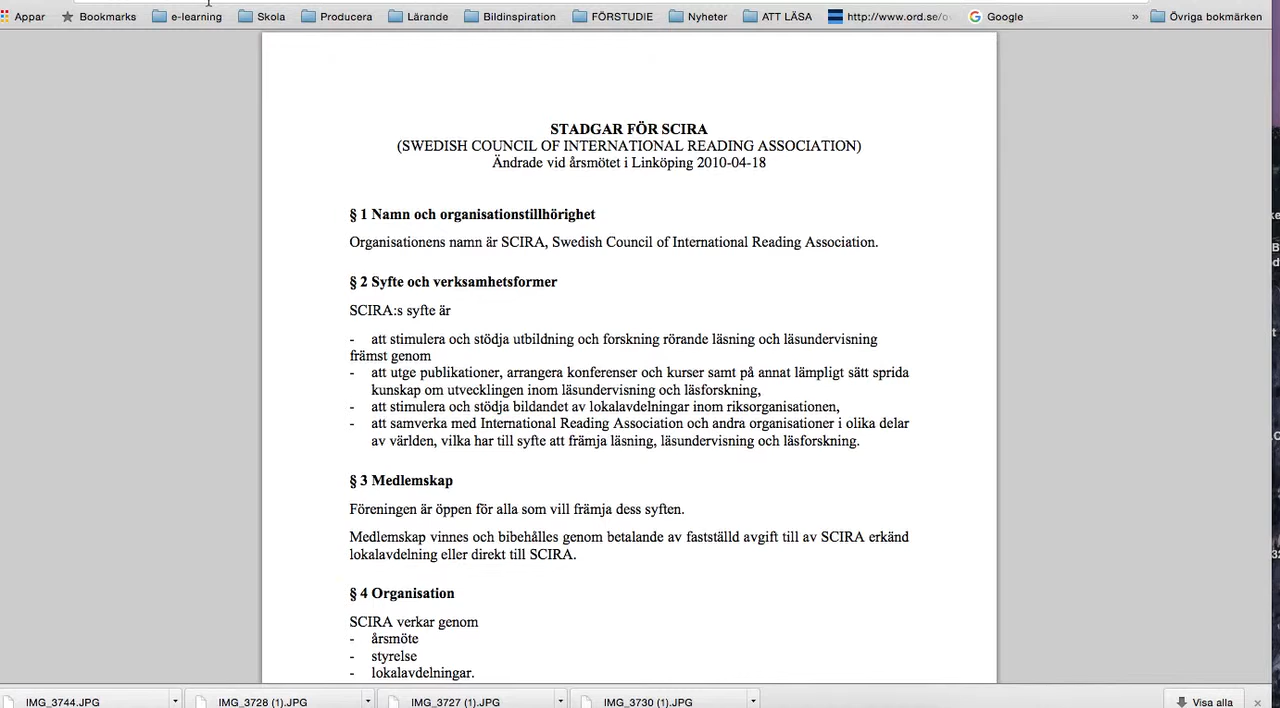 Appar Bookmarks e-learning Skola Producera Lärande Bildinspiration FÖRSTUDIE Nyheter ATT LÄSA http://www.ord.se/o Google » Övriga bokmärken
STADGAR FÖR SCIRA
(SWEDISH COUNCIL OF INTERNATIONAL READING ASSOCIATION)
Ändrade vid årsmötet i Linköping 2010-04-18
§ 1 Namn och organisationstillhörighet
Organisationens namn är SCIRA, Swedish Council of International Reading Association.
§ 2 Syfte och verksamhetsformer
SCIRA:s syfte är
- att stimulera och stödja utbildning och forskning rörande läsning och läsundervisning
främst genom
- att utge publikationer, arrangera konferenser och kurser samt på annat lämpligt sätt sprida
kunskap om utvecklingen inom läsundervisning och läsforskning,
- att stimulera och stödja bildandet av lokalavdelningar inom riksorganisationen,
- att samverka med International Reading Association och andra organisationer i olika delar
av världen, vilka har till syfte att främja läsning, läsundervisning och läsforskning.
§ 3 Medlemskap
Föreningen är öppen för alla som vill främja dess syften.
Medlemskap vinnes och bibehålles genom betalande av fastställd avgift till av SCIRA erkänd
lokalavdelning eller direkt till SCIRA.
§ 4 Organisation
SCIRA verkar genom
- årsmöte
- styrelse
- lokalavdelningar.
IMG_3744.JPG IMG_3728 (1).JPG IMG_3727 (1).JPG IMG_3730 (1).JPG Visa alla